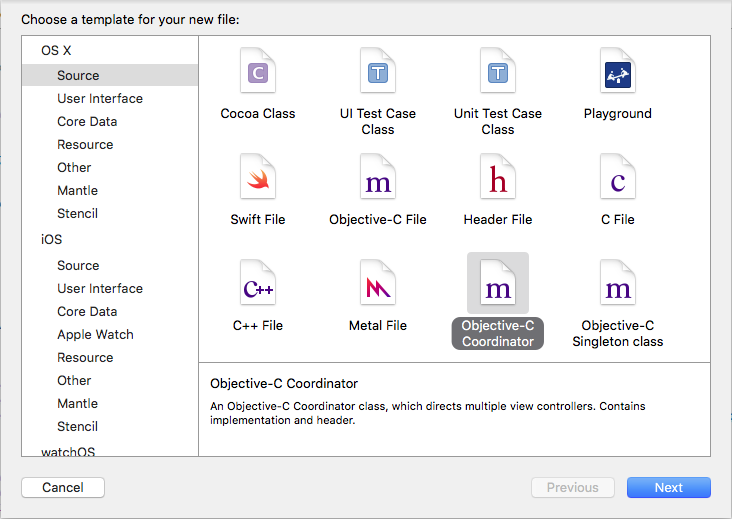 Choose a template for your new file:
OS X
Source
User Interface
Core Data
Resource
Other
Mantle
Stencil
iOS
Source
User Interface
Core Data
Apple Watch
Resource
Other
Mantle
Stencil
watchOS
C
Cocoa Class
T
UI Test Case
Class
T
Unit Test Case
Class
Playground
Swift File
m
Objective-C File
h
Header File
c
C File
C++
C++ File
Metal File
m
Objective-C
Coordinator
m
Objective-C
Singleton class
Objective-C Coordinator
An Objective-C Coordinator class, which directs multiple view controllers. Contains
implementation and header.
Cancel
Previous
Next